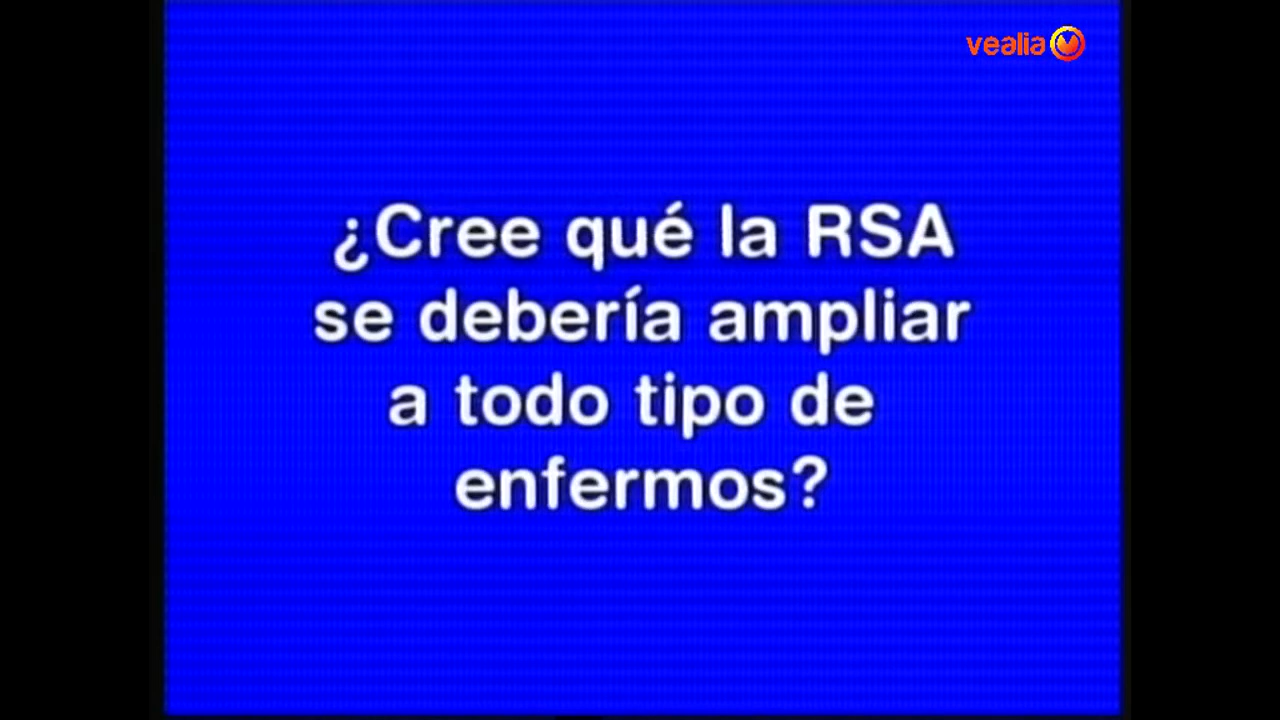 vealia
¿Cree qué la RSA
se debería ampliar
a todo tipo de
enfermos?